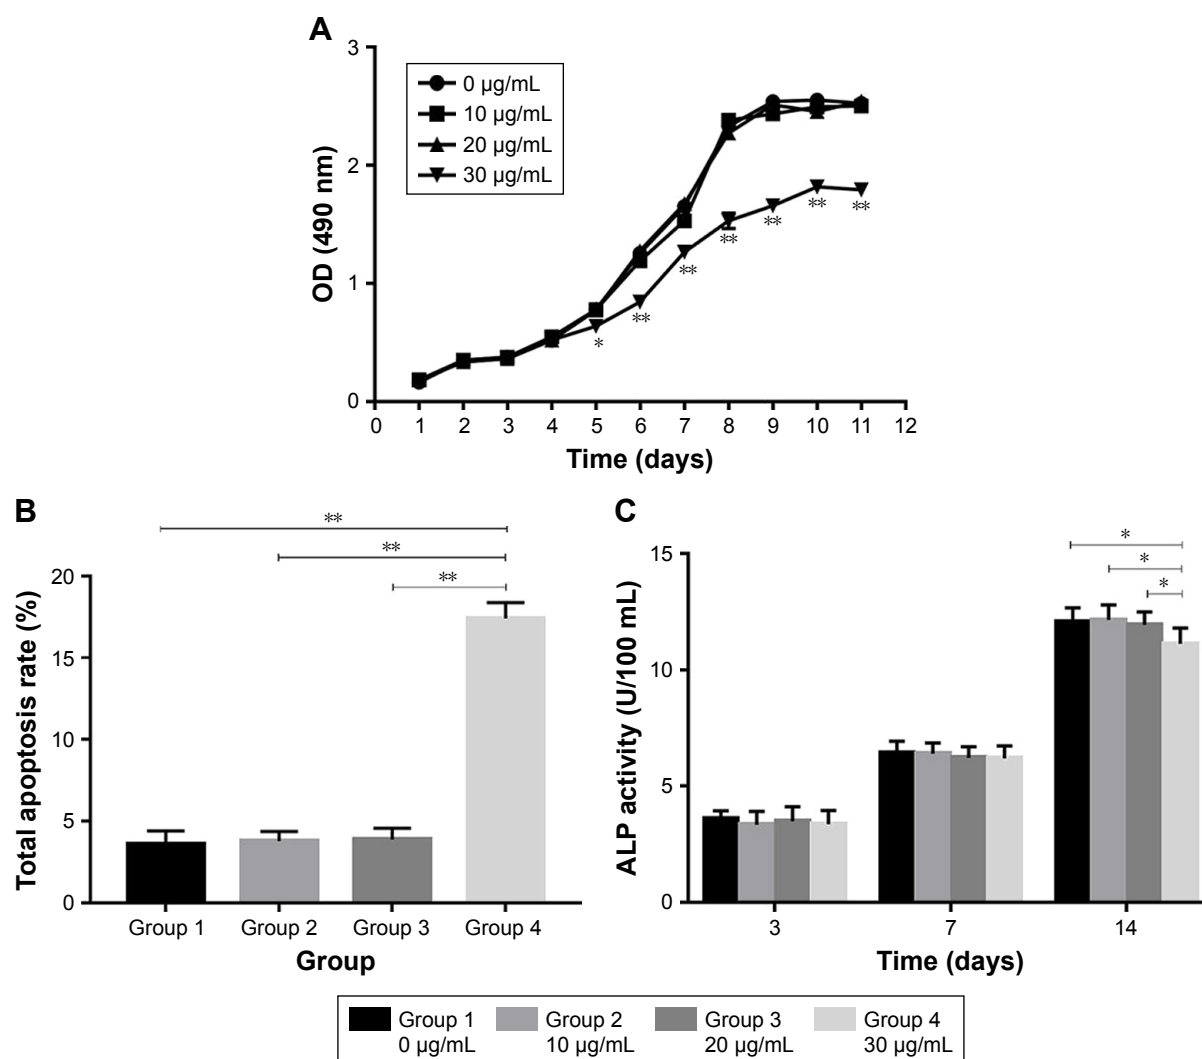 A
3
2
1
0
OD (490 nm)
0 µg/mL
10 µg/mL
20 µg/mL
30 µg/mL
*
**
**
**
**
**
**
0 1 2 3 4 5 6 7 8 9 10 11 12
Time (days)
B
**
**
**
20
15
10
5
0
Total apoptosis rate (%)
Group 1 Group 2 Group 3 Group 4
Group
C
*
*
*
15
10
5
0
ALP activity (U/100 mL)
3 7 14
Time (days)
Group 1 Group 2 Group 3 Group 4
0 µg/mL 10 µg/mL 20 µg/mL 30 µg/mL